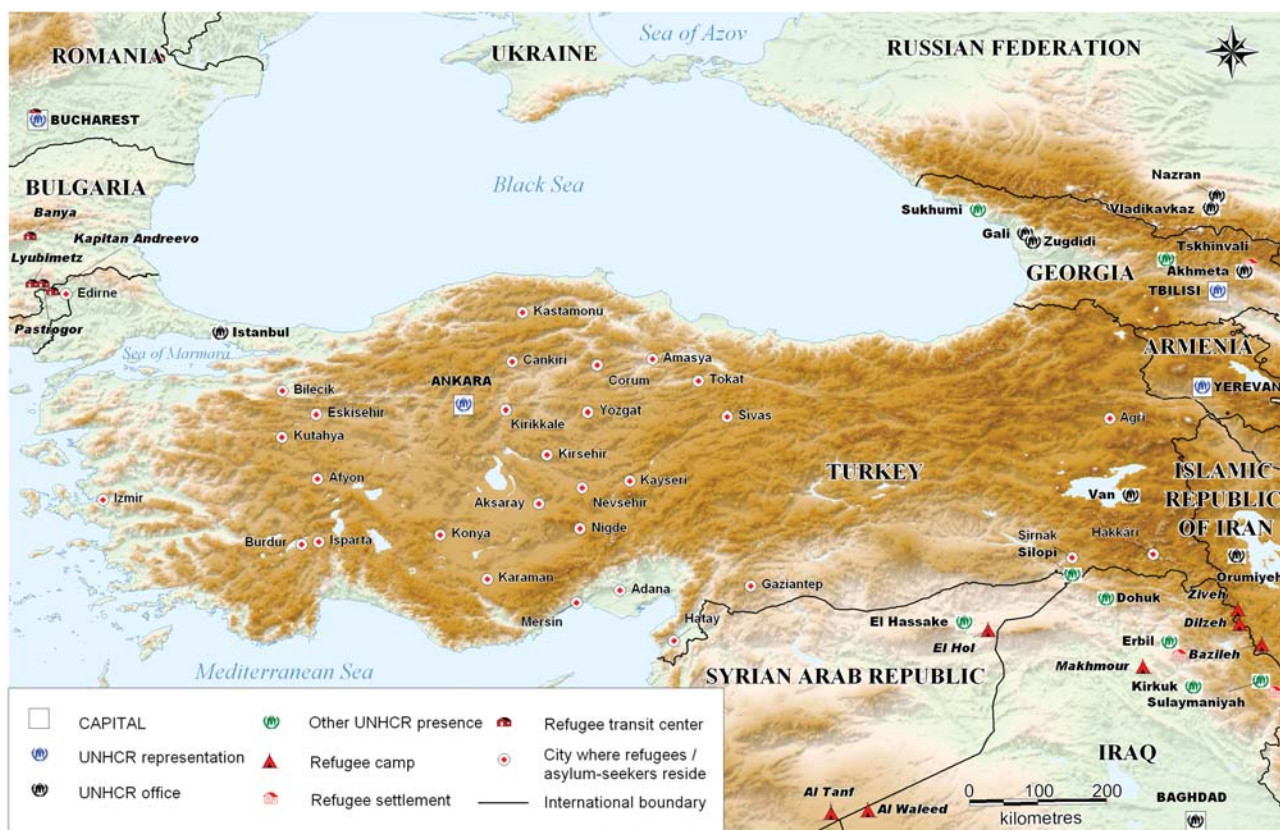 ROMANIA
UKRAINE
Sea of Azov
RUSSIAN FEDERATION
BUCHAREST
BULGARIA
Banya
Kapitan Andreevo
Lyubimetz
Edirne
Pastrogor
Istanbul
Sea of Marmara
Black Sea
Nazran
Vladikavkaz
Sukhumi
Gali
Zugdidi
Tskhinvali
GEORGIA
Akhmeta
TBILISI
Kastamonu
ARMENIA
YEREVAN
Cankiri
Amasya
Corum
Tokat
ANKARA
Bilecik
Eskisehir
Kirikkale
Yozgat
Sivas
Agri
Kutahya
Kirsehir
Afyon
Kayseri
TURKEY
ISLAMIC
REPUBLIC
OF IRAN
Izmir
Aksaray
Nevsehir
Van
Konya
Nigde
Burdur
Isparta
Sirnak
Hakkari
Silopi
Orumiyeh
Karaman
Adana
Gaziantep
Mersin
Dohuk
Ziveh
Hatay
El Hassake
Dilzeh
El Hol
Erbil
Bazileh
Mediterranean Sea
SYRIAN ARAB REPUBLIC
Makhmour
Kirkuk
Sulaymaniyah
IRAQ
Al Tanf
Al Waleed
BAGHDAD
0 100 200
kilometres
CAPITAL
UNHCR representation
UNHCR office
Other UNHCR presence
Refugee camp
Refugee settlement
Refugee transit center
City where refugees /
asylum-seekers reside
International boundary